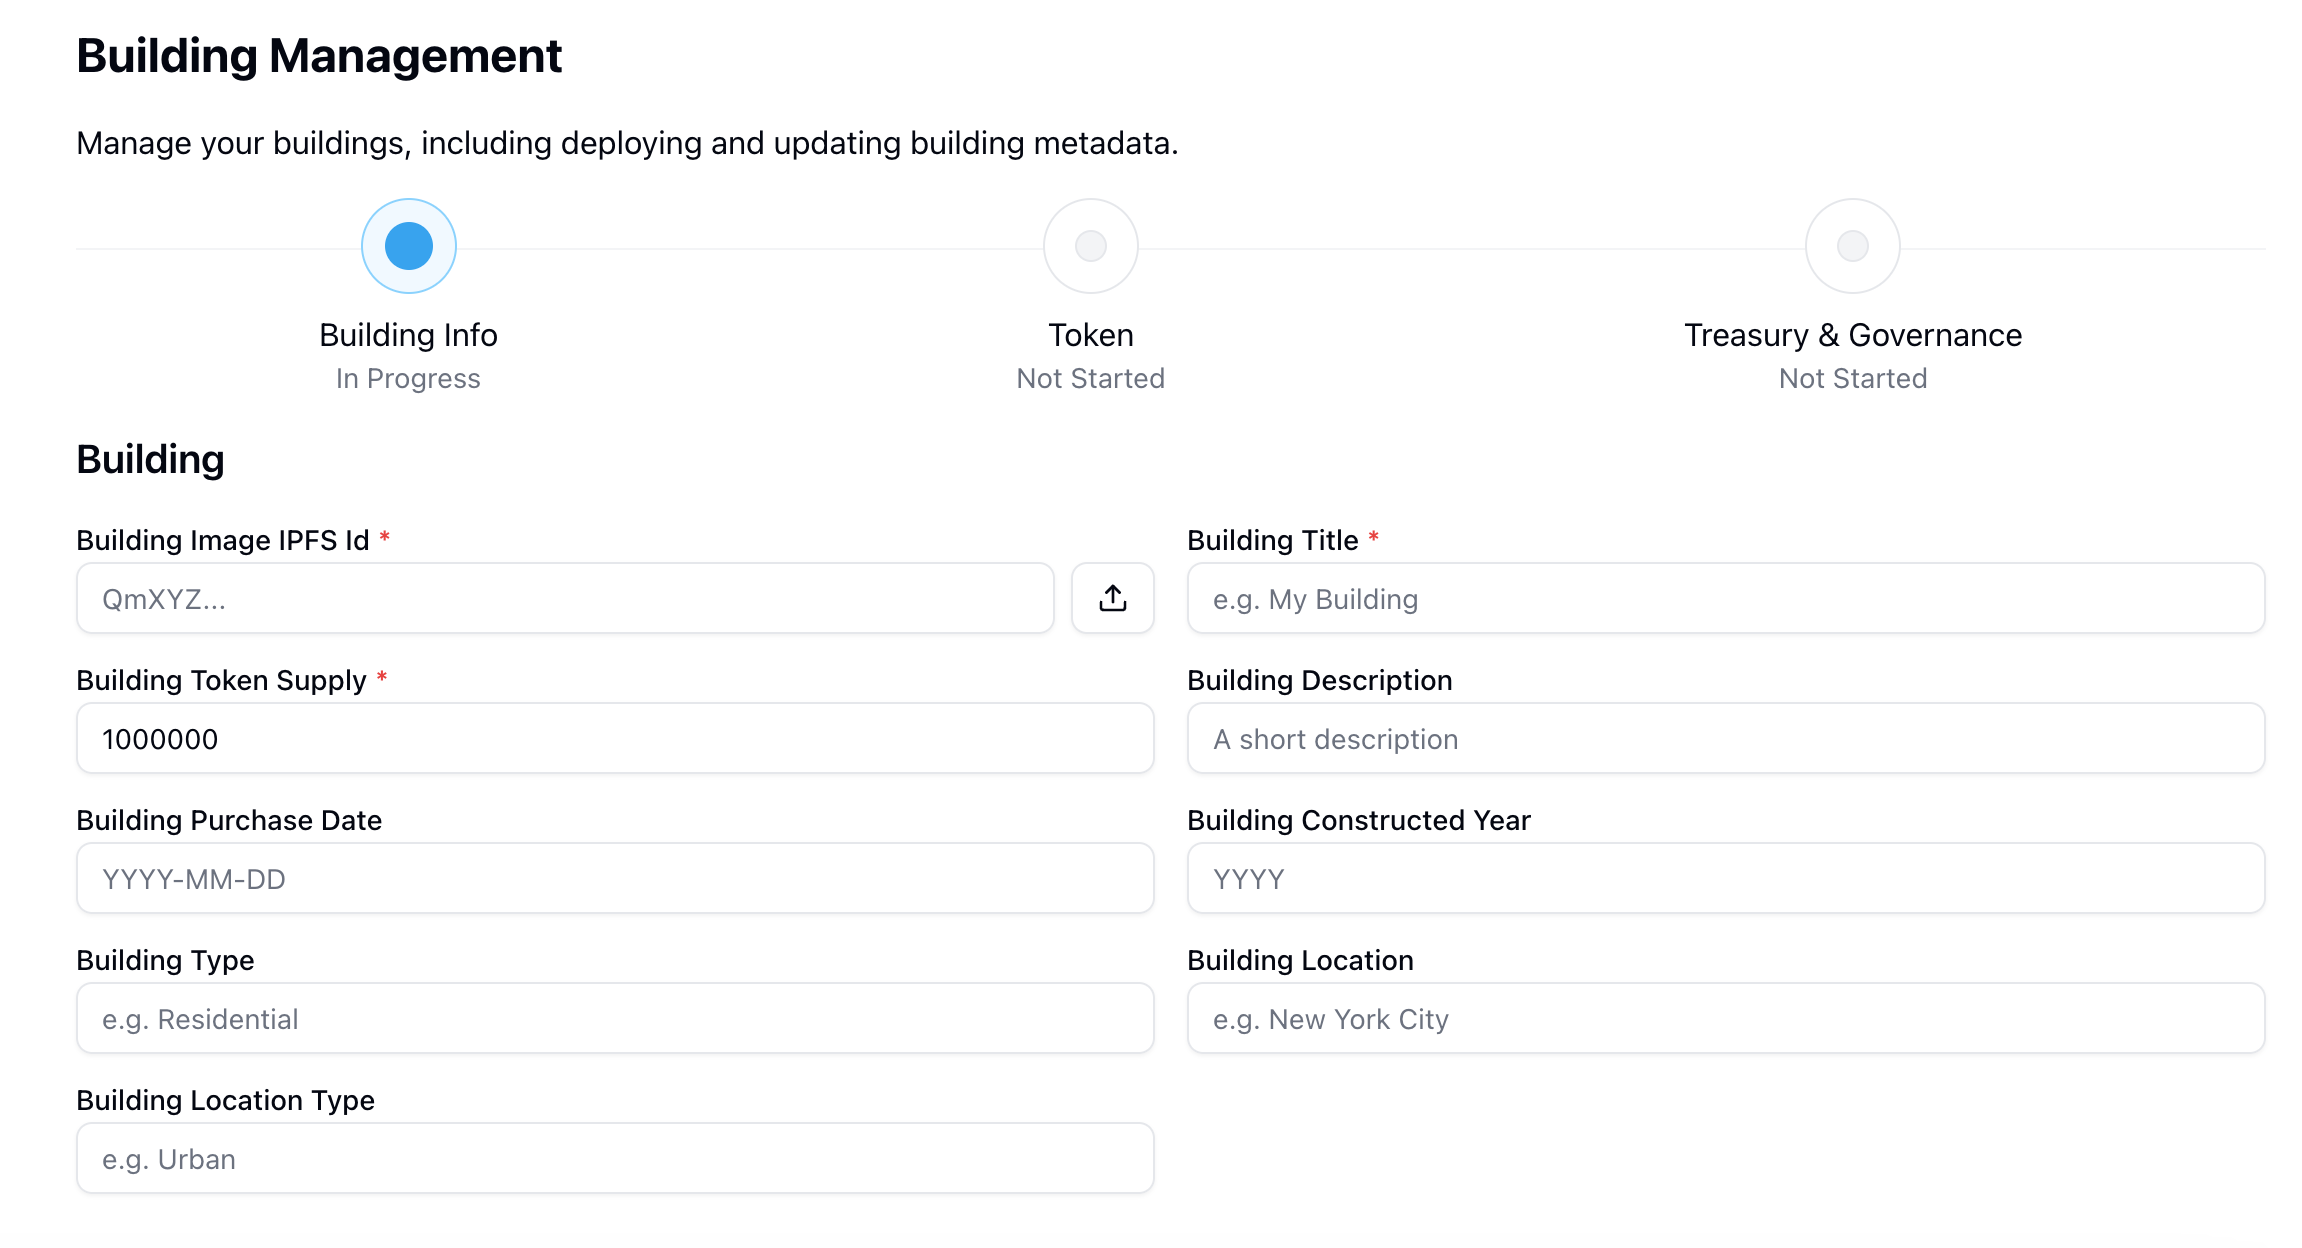 Building Management
Manage your buildings, including deploying and updating building metadata.
Building Info
In Progress
Token
Not Started
Treasury & Governance
Not Started
Building
Building Image IPFS Id *
QmXYZ...
Building Title *
e.g. My Building
Building Token Supply *
1000000
Building Description
A short description
Building Purchase Date
YYYY-MM-DD
Building Constructed Year
YYYY
Building Type
e.g. Residential
Building Location
e.g. New York City
Building Location Type
e.g. Urban